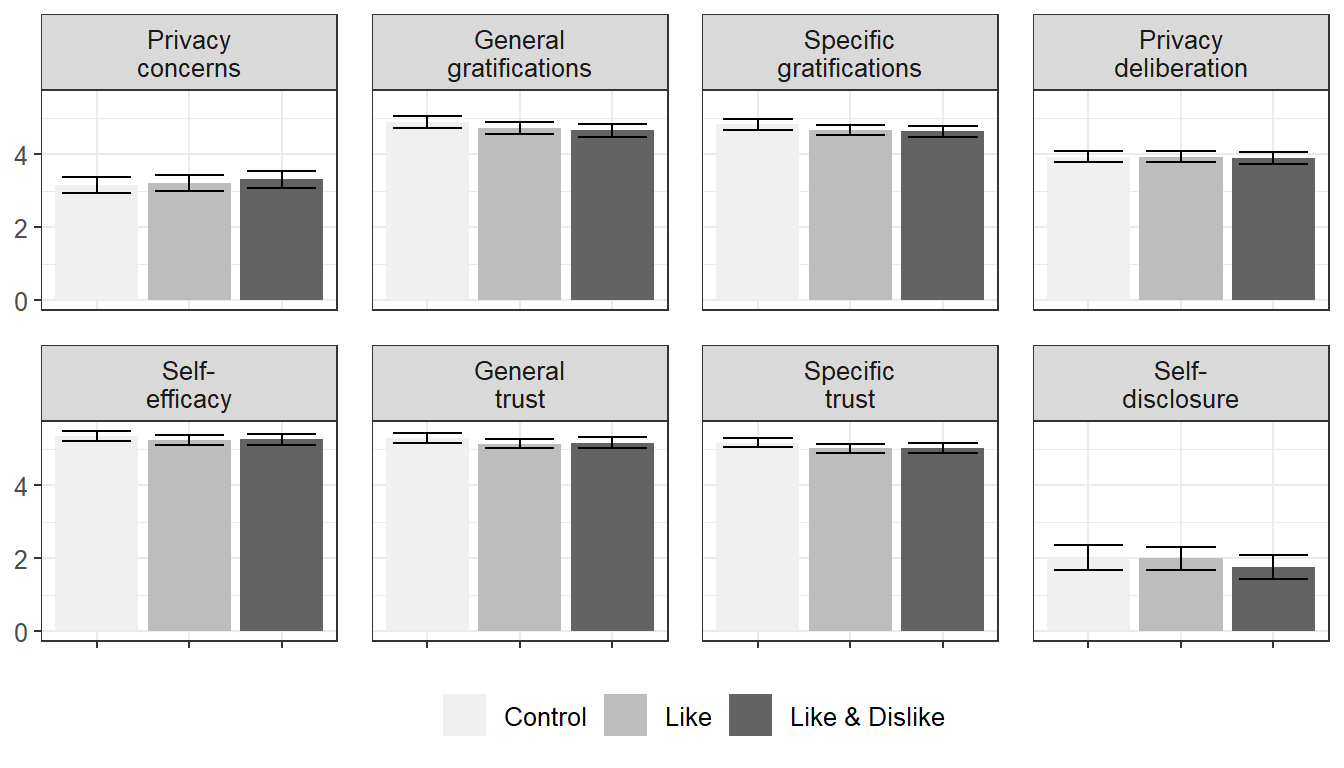 Privacy
concerns
General
gratifications
Specific
gratifications
Privacy
deliberation
4
2
0
Self-
efficacy
General
trust
Specific
trust
Self-
disclosure
4
2
0
Control
Like
Like & Dislike